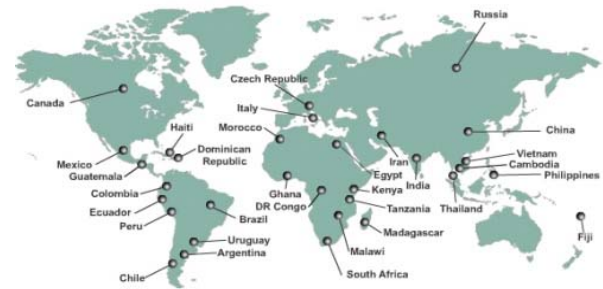 Russia
Czech Republic
Canada
Italy
Haiti
Morocco
China
Dominican
Republic
Mexico
Guatemala
Iran
Egypt
India
Vietnam
Cambodia
Philippines
Colombia
Ghana
Kenya
DR Congo
Tanzania
Thailand
Ecuador
Peru
Brazil
Madagascar
Fiji
Uruguay
Malawi
Argentina
Chile
South Africa